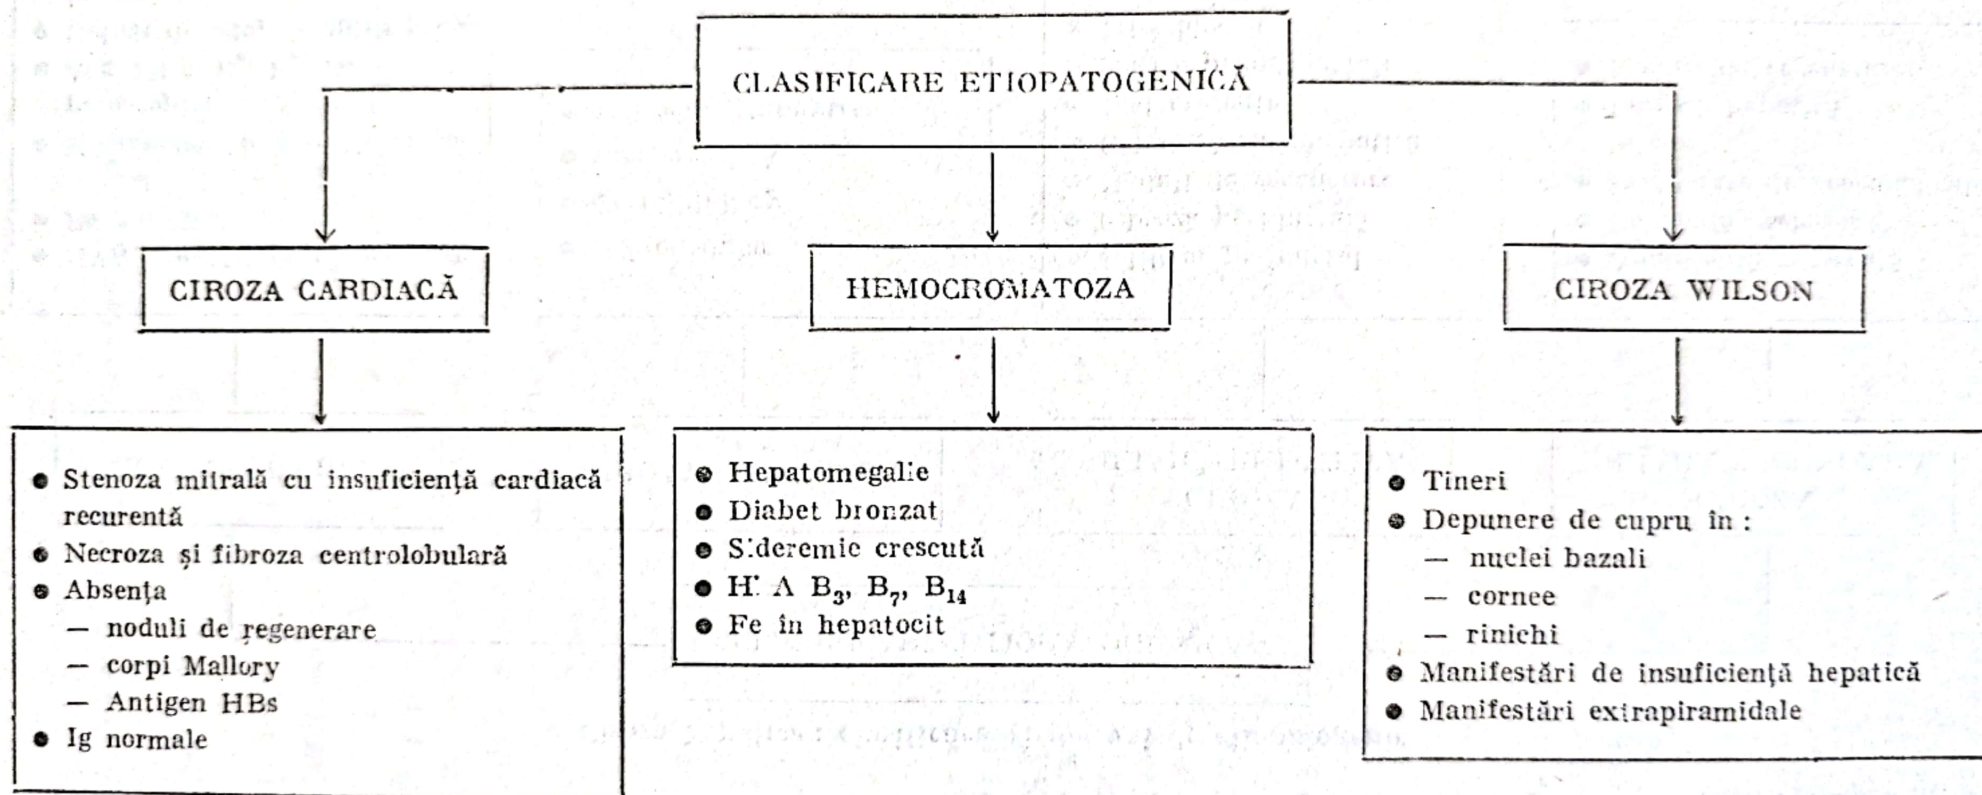 CLASIFICARE ETIOPATOGENICĂ
CIROZA CARDIACĂ
HEMOCROMATOZA
CIROZA WILSON
● Stenoza mitrală cu insuficiență cardiacă
recurentă
● Necroza și fibroza centrolobulară
● Absența
— noduli de regenerare
— corpi Mallory
— Antigen HBs
● Ig normale
● Hepatomegalie
● Diabet bronzat
● Sideremie crescută
● A B₃, B₇, B₁₄
● Fe în hepatocit
● Tineri
● Depunere de cupru în :
— nuclei bazali
— cornee
— rinichi
● Manifestări de insuficiență hepatică
● Manifestări extrapiramidale